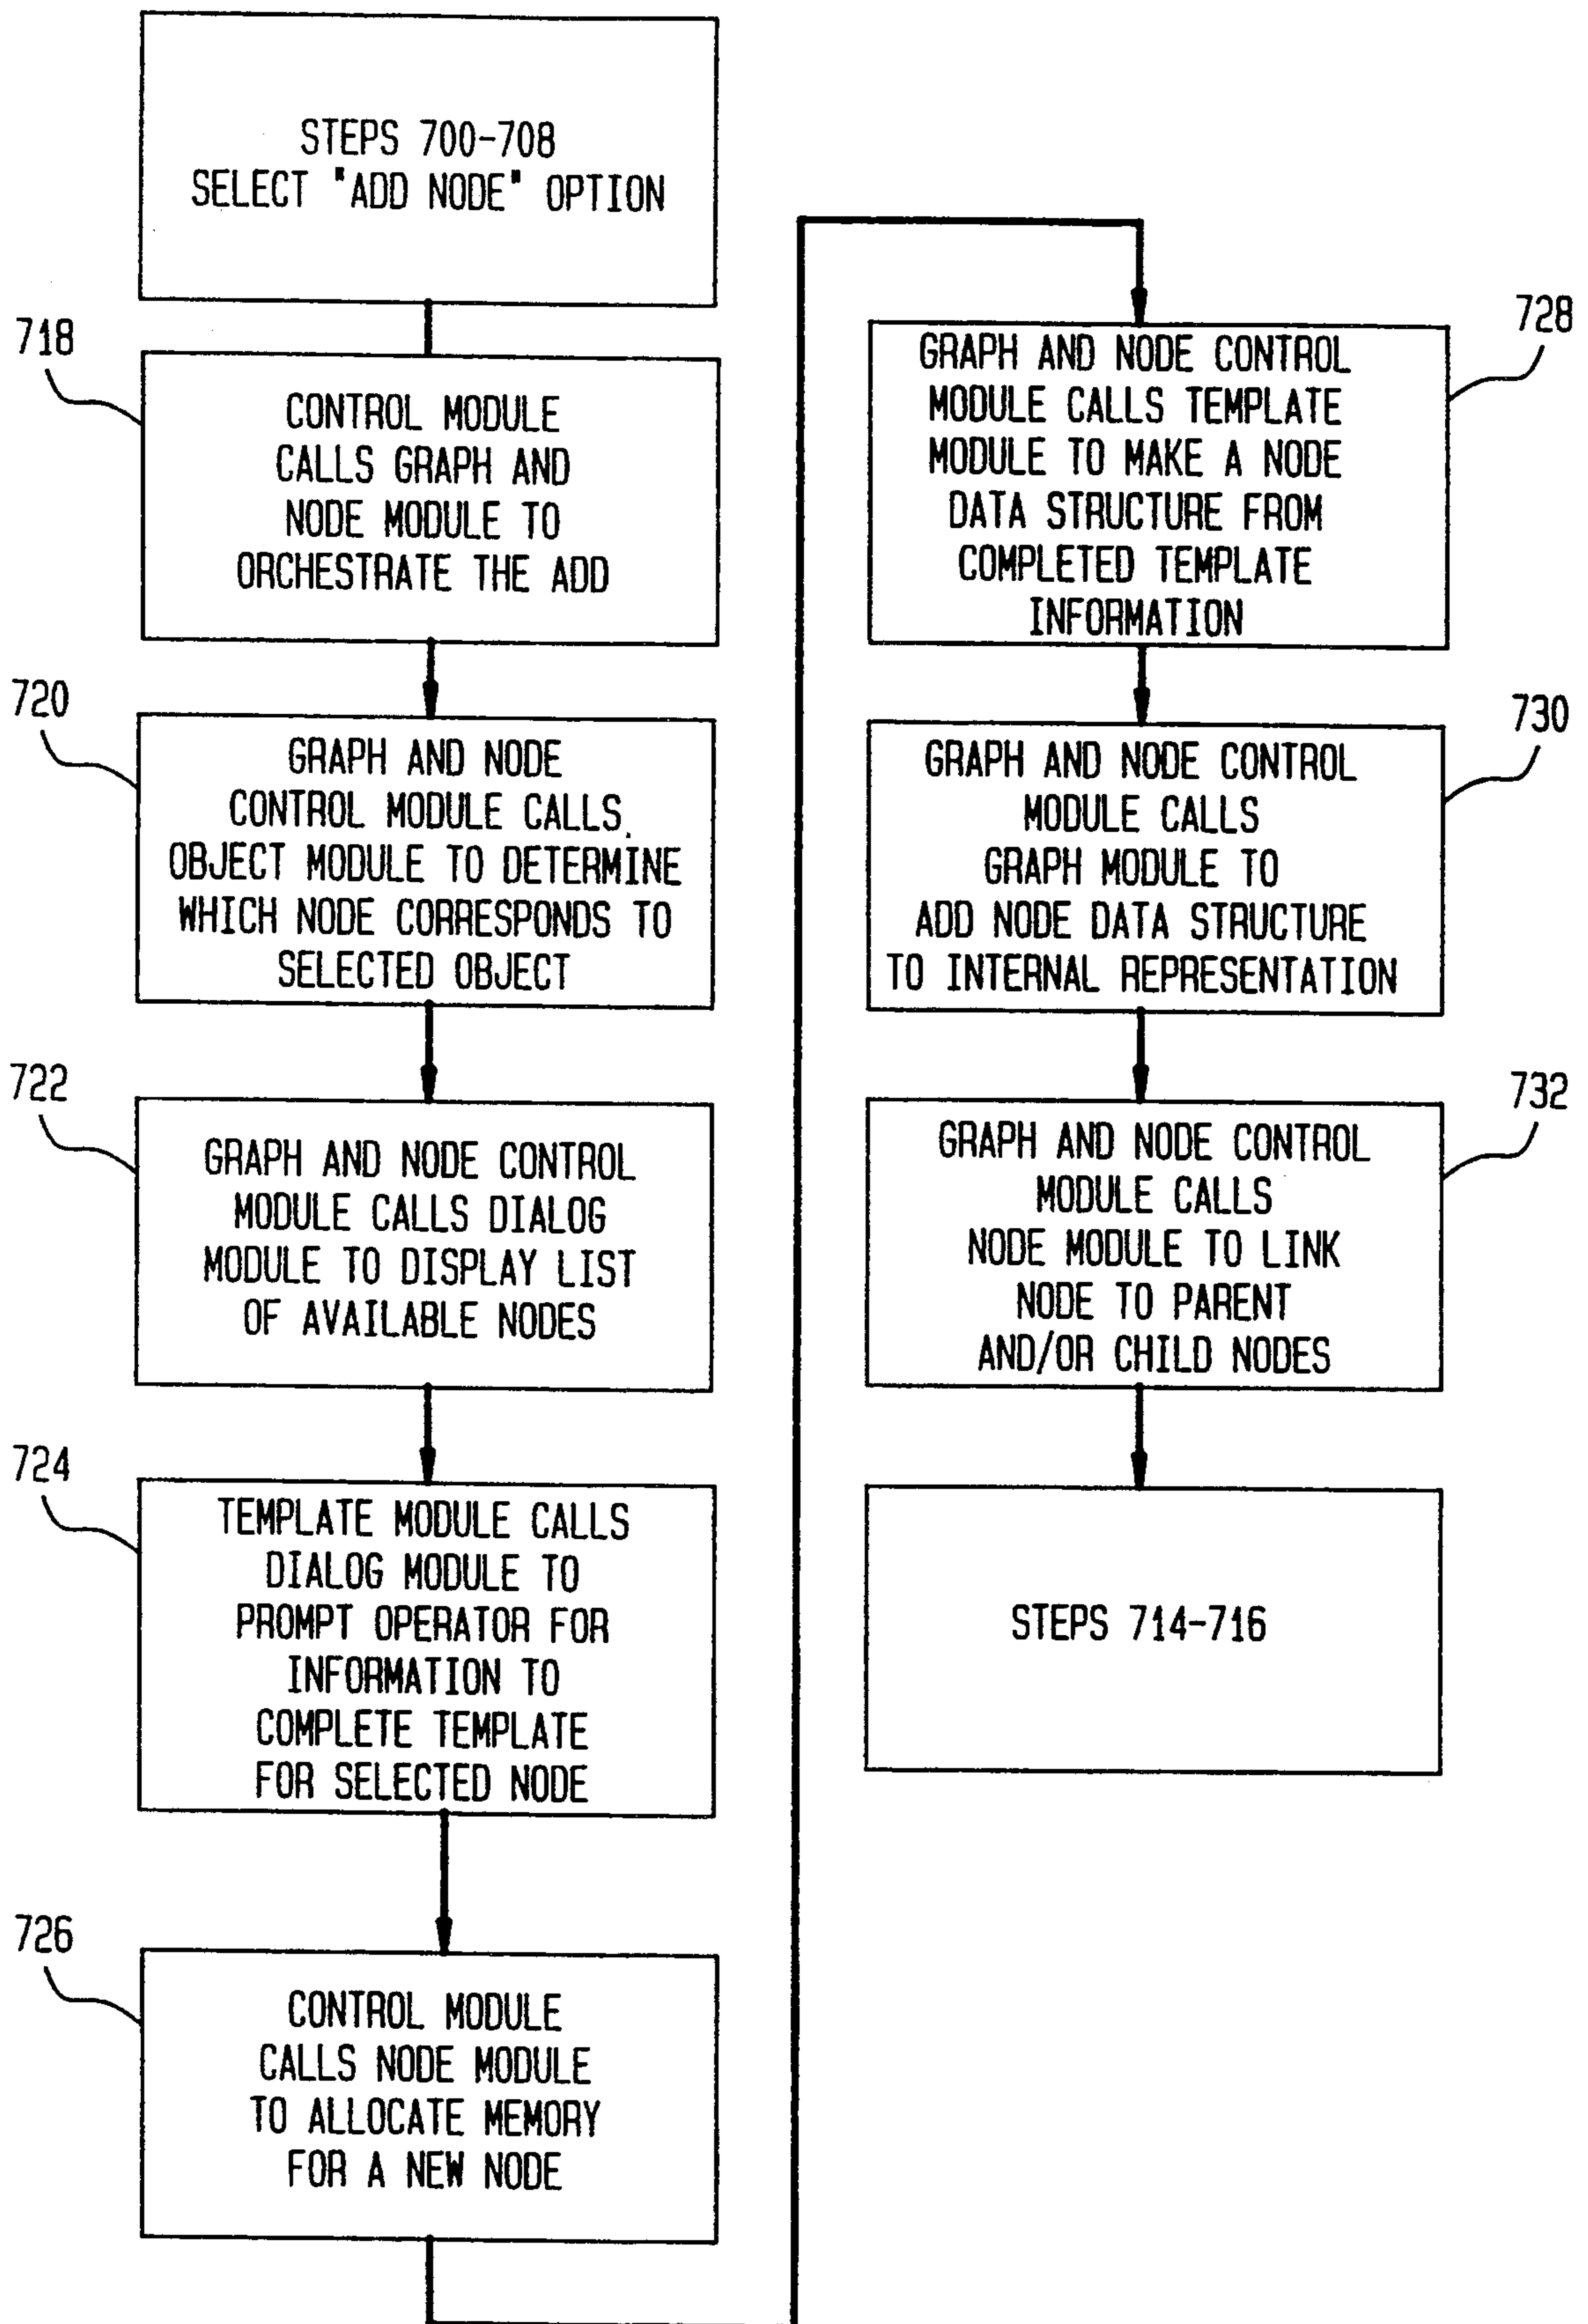 STEPS 700-708
SELECT "ADD NODE" OPTION
718
CONTROL MODULE
CALLS GRAPH AND
NODE MODULE TO
ORCHESTRATE THE ADD
720
GRAPH AND NODE
CONTROL MODULE CALLS
OBJECT MODULE TO DETERMINE
WHICH NODE CORRESPONDS TO
SELECTED OBJECT
722
GRAPH AND NODE CONTROL
MODULE CALLS DIALOG
MODULE TO DISPLAY LIST
OF AVAILABLE NODES
724
TEMPLATE MODULE CALLS
DIALOG MODULE TO
PROMPT OPERATOR FOR
INFORMATION TO
COMPLETE TEMPLATE
FOR SELECTED NODE
726
CONTROL MODULE
CALLS NODE MODULE
TO ALLOCATE MEMORY
FOR A NEW NODE
728
GRAPH AND NODE CONTROL
MODULE CALLS TEMPLATE
MODULE TO MAKE A NODE
DATA STRUCTURE FROM
COMPLETED TEMPLATE
INFORMATION
730
GRAPH AND NODE CONTROL
MODULE CALLS
GRAPH MODULE TO
ADD NODE DATA STRUCTURE
TO INTERNAL REPRESENTATION
732
GRAPH AND NODE CONTROL
MODULE CALLS
NODE MODULE TO LINK
NODE TO PARENT
AND/OR CHILD NODES
STEPS 714-716